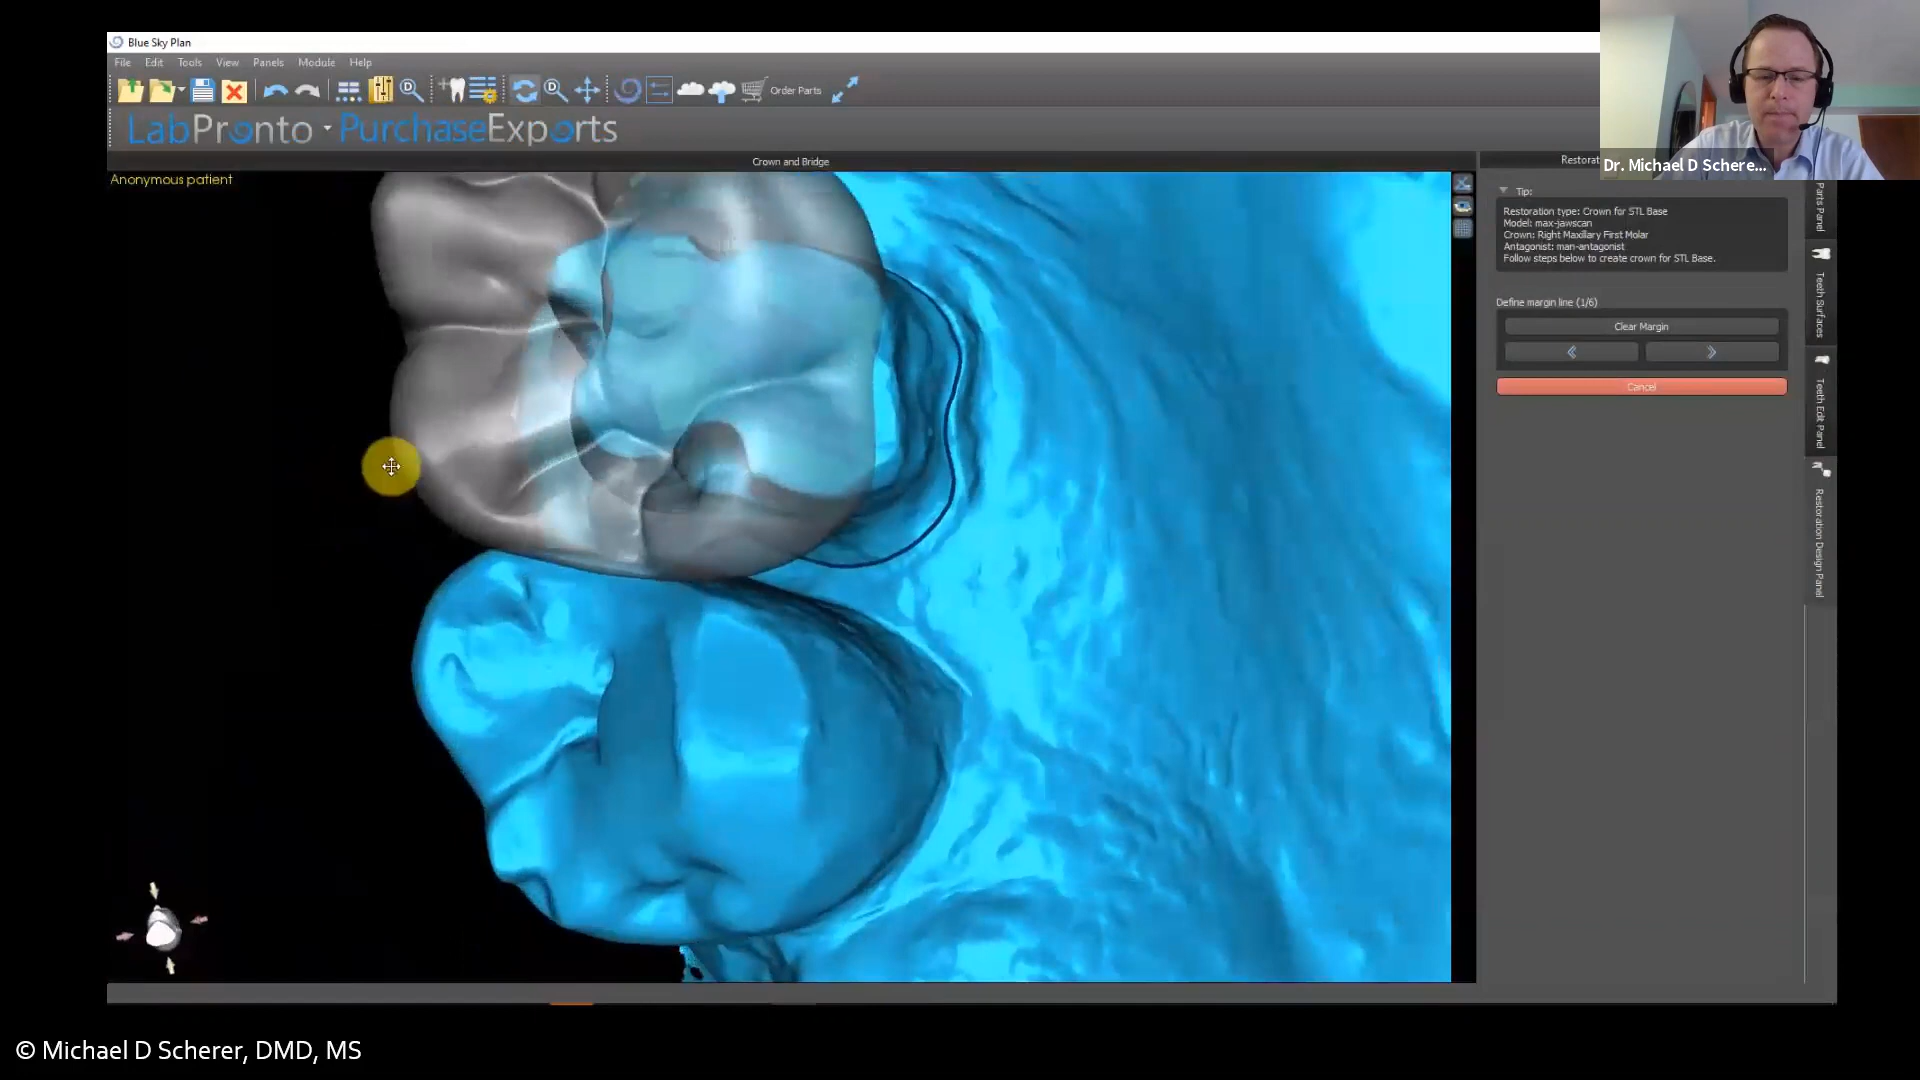 Blue Sky Plan
File Edit Tools View Panels Module Help
Order Parts
LabPronto PurchaseExports
Crown and Bridge
Restorat
Dr. Michael D Schere...
Anonymous patient
Tip:
Restoration type: Crown for STL Base
Model: max-jawscan
Crown: Right Maxillary First Molar
Antagonist: man-antagonist
Follow steps below to create crown for STL Base.
Define margin line (1/6)
Clear Margin
Cancel
Parts Panel
Teeth Surfaces
Teeth Edit Panel
Restoration Design Panel
© Michael D Scherer, DMD, MS